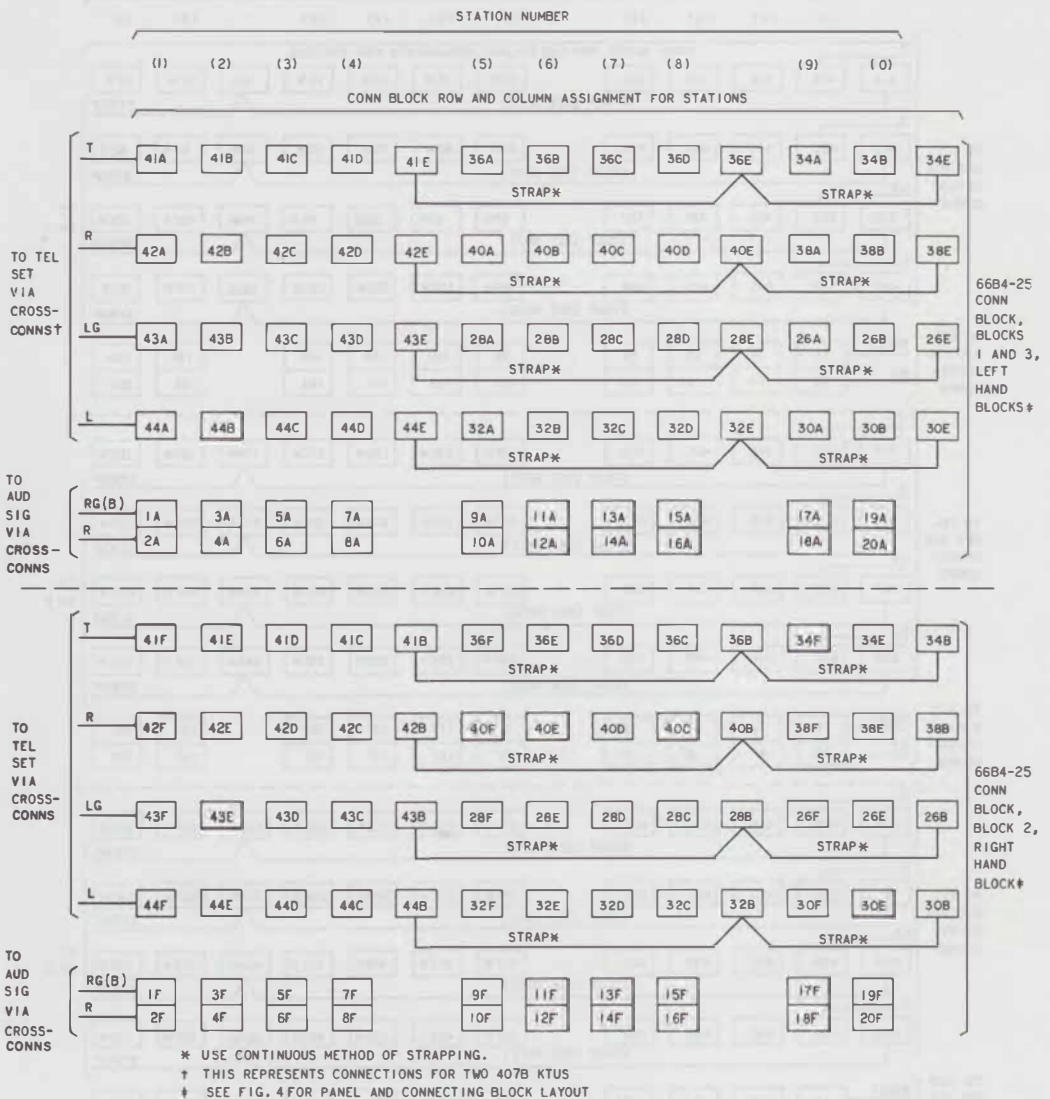 STATION NUMBER
(1) (2) (3) (4) (5) (6) (7) (8) (9) (0)
CONN BLOCK ROW AND COLUMN ASSIGNMENT FOR STATIONS
T 41A 41B 41C 41D 41E 36A 36B 36C 36D 36E 34A 34B 34E
STRAP* STRAP*
R 42A 42B 42C 42D 42E 40A 40B 40C 40D 40E 38A 38B 38E
STRAP* STRAP*
TO TEL
SET
VIA
CROSS-
CONNS†
LG 43A 43B 43C 43D 43E 28A 28B 28C 28D 28E 26A 26B 26E
STRAP* STRAP*
66B4-25
CONN
BLOCK,
BLOCKS
1 AND 3,
LEFT
HAND
BLOCKS‡
L 44A 44B 44C 44D 44E 32A 32B 32C 32D 32E 30A 30B 30E
STRAP* STRAP*
TO
AUD
SIG
VIA
CROSS-
CONNS
RG(B) 1A 3A 5A 7A 9A 11A 13A 15A 17A 19A
R 2A 4A 6A 8A 10A 12A 14A 16A 18A 20A
T 41F 41E 41D 41C 41B 36F 36E 36D 36C 36B 34F 34E 34B
STRAP* STRAP*
R 42F 42E 42D 42C 42B 40F 40E 40D 40C 40B 38F 38E 38B
STRAP* STRAP*
TO
TEL
SET
VIA
CROSS-
CONNS
LG 43F 43E 43D 43C 43B 28F 28E 28D 28C 28B 26F 26E 26B
STRAP* STRAP*
66B4-25
CONN
BLOCK,
BLOCK 2,
RIGHT
HAND
BLOCK‡
L 44F 44E 44D 44C 44B 32F 32E 32D 32C 32B 30F 30E 30B
STRAP* STRAP*
TO
AUD
SIG
VIA
CROSS-
CONNS
RG(B) 1F 3F 5F 7F 9F 11F 13F 15F 17F 19F
R 2F 4F 6F 8F 10F 12F 14F 16F 18F 20F
* USE CONTINUOUS METHOD OF STRAPPING.
† THIS REPRESENTS CONNECTIONS FOR TWO 407B KTUS
‡ SEE FIG. 4 FOR PANEL AND CONNECTING BLOCK LAYOUT